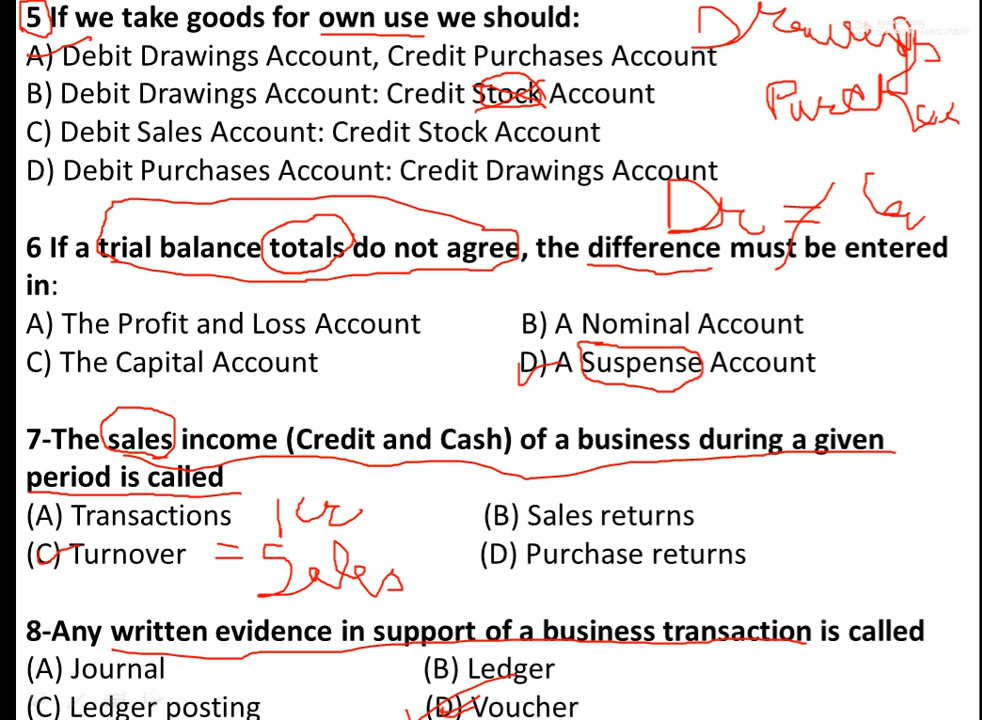 5 If we take goods for own use we should:
Drawings
A) Debit Drawings Account, Credit Purchases Account
B) Debit Drawings Account: Credit Stock Account
C) Debit Sales Account: Credit Stock Account
D) Debit Purchases Account: Credit Drawings Account
Dr ≠ Cr
6 If a trial balance totals do not agree, the difference must be entered
in:
A) The Profit and Loss Account B) A Nominal Account
C) The Capital Account D) A Suspense Account
7-The sales income (Credit and Cash) of a business during a given
period is called
(A) Transactions 1 cr (B) Sales returns
(C) Turnover = Sales (D) Purchase returns
8-Any written evidence in support of a business transaction is called
(A) Journal (B) Ledger
(C) Ledger posting (D) Voucher